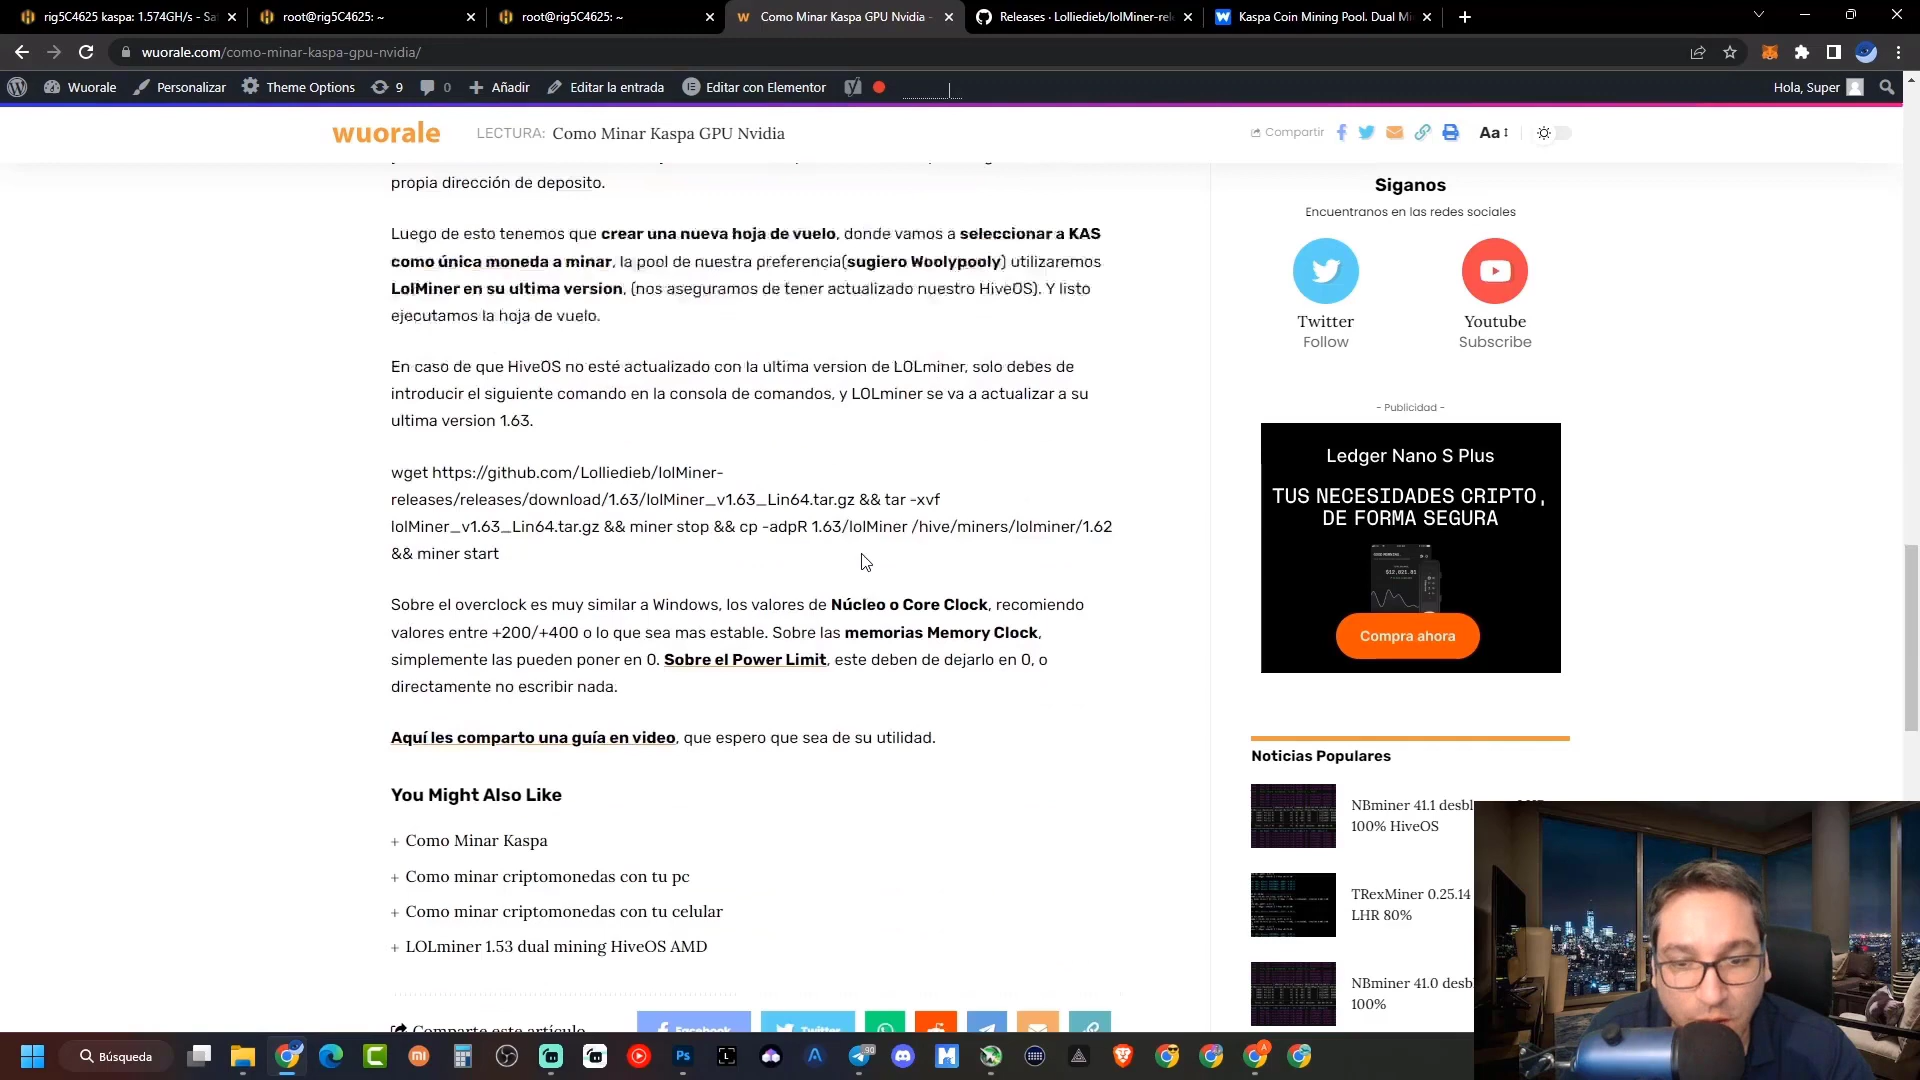 rig5C4625 kaspa: 1.574GH/s - Sa
root@rig5C4625: ~
root@rig5C4625: ~
Como Minar Kaspa GPU Nvidia -
Releases · Lolliedieb/lolMiner-rel
Kaspa Coin Mining Pool. Dual Mi
wuorale.com/como-minar-kaspa-gpu-nvidia/
Wuorale
Personalizar
Theme Options
9
0
Añadir
Editar la entrada
Editar con Elementor
Hola, Super
wuorale
LECTURA: Como Minar Kaspa GPU Nvidia
Compartir
Aa
propia dirección de deposito.
Luego de esto tenemos que crear una nueva hoja de vuelo, donde vamos a seleccionar a KAS
como única moneda a minar, la pool de nuestra preferencia(sugiero Woolypooly) utilizaremos
LolMiner en su ultima version, (nos aseguramos de tener actualizado nuestro HiveOS). Y listo
ejecutamos la hoja de vuelo.
En caso de que HiveOS no esté actualizado con la ultima version de LOLminer, solo debes de
introducir el siguiente comando en la consola de comandos, y LOLminer se va a actualizar a su
ultima version 1.63.
wget https://github.com/Lolliedieb/lolMiner-
releases/releases/download/1.63/lolMiner_v1.63_Lin64.tar.gz && tar -xvf
lolMiner_v1.63_Lin64.tar.gz && miner stop && cp -adpR 1.63/lolMiner /hive/miners/lolminer/1.62
&& miner start
Sobre el overclock es muy similar a Windows, los valores de Núcleo o Core Clock, recomiendo
valores entre +200/+400 o lo que sea mas estable. Sobre las memorias Memory Clock,
simplemente las pueden poner en 0. Sobre el Power Limit, este deben de dejarlo en 0, o
directamente no escribir nada.
Aquí les comparto una guía en video, que espero que sea de su utilidad.
You Might Also Like
+ Como Minar Kaspa
+ Como minar criptomonedas con tu pc
+ Como minar criptomonedas con tu celular
+ LOLminer 1.53 dual mining HiveOS AMD
Comparte este artículo
Facebook
Twitter
Siganos
Encuentranos en las redes sociales
Twitter
Follow
Youtube
Subscribe
- Publicidad -
Ledger Nano S Plus
TUS NECESIDADES CRIPTO,
DE FORMA SEGURA
Compra ahora
Noticias Populares
NBminer 41.1 desbl
100% HiveOS
TRexMiner 0.25.14
LHR 80%
NBminer 41.0 desb
100%
Búsqueda
90